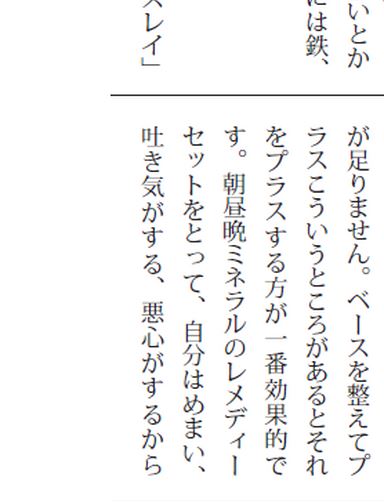 いとか
には鉄、
スレイ」
が足りません。ベースを整えてプ
ラスこういうところがあるとそれ
をプラスする方が一番効果的で
す。朝昼晩ミネラルのレメディー
セットをとって、自分はめまい、
吐き気がする、悪心がするから